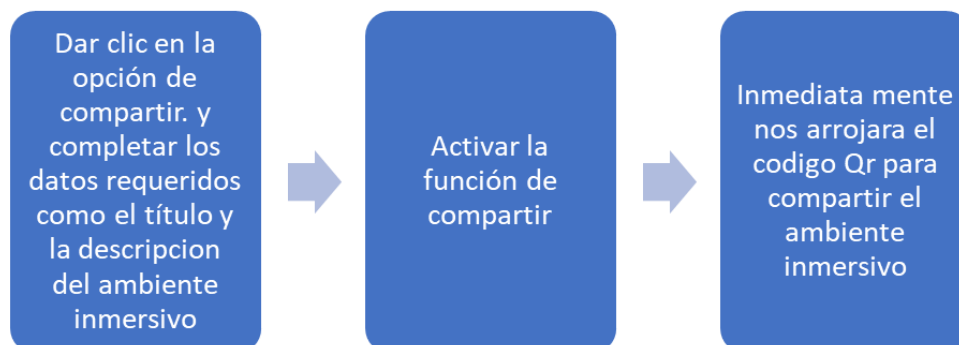 Dar clic en la
opción de
compartir. y
completar los
datos requeridos
como el título y
la descripcion
del ambiente
inmersivo
Activar la
función de
compartir
Inmediata mente
nos arrojara el
codigo Qr para
compartir el
ambiente
inmersivo